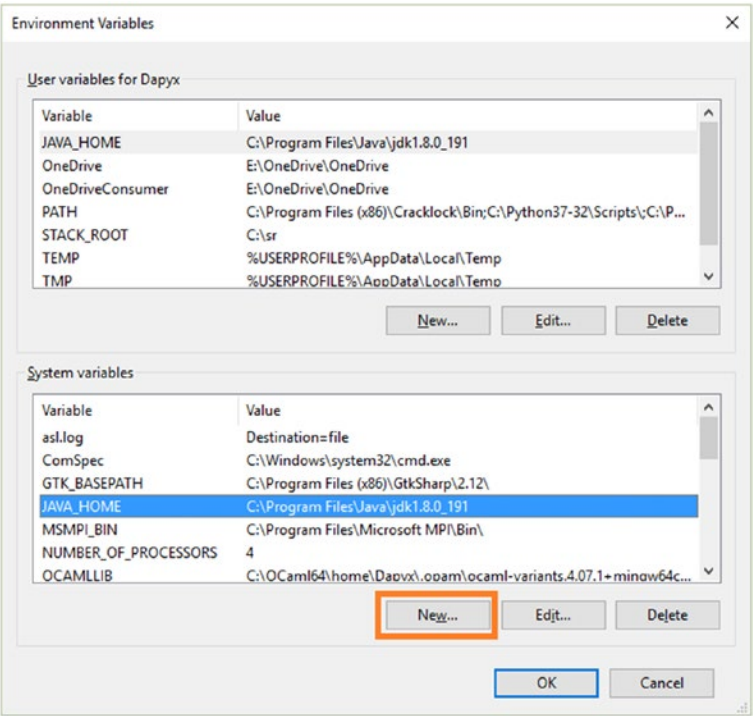 Environment Variables
User variables for Dapyx
Variable Value
JAVA_HOME C:\Program Files\Java\jdk1.8.0_191
OneDrive E:\OneDrive\OneDrive
OneDriveConsumer E:\OneDrive\OneDrive
PATH C:\Program Files (x86)\Cracklock\Bin;C:\Python37-32\Scripts\;C:\P...
STACK_ROOT C:\sr
TEMP %USERPROFILE%\AppData\Local\Temp
TMP %USERPROFILE%\AppData\Local\Temp
New... Edit... Delete
System variables
Variable Value
asl.log Destination=file
ComSpec C:\Windows\system32\cmd.exe
GTK_BASEPATH C:\Program Files (x86)\GtkSharp\2.12\
JAVA_HOME C:\Program Files\Java\jdk1.8.0_191
MSMPI_BIN C:\Program Files\Microsoft MPI\Bin\
NUMBER_OF_PROCESSORS 4
OCAMLLIB C:\OCaml64\home\Dapyx\.opam\ocaml-variants.4.07.1+mingw64c...
New... Edit... Delete
OK Cancel